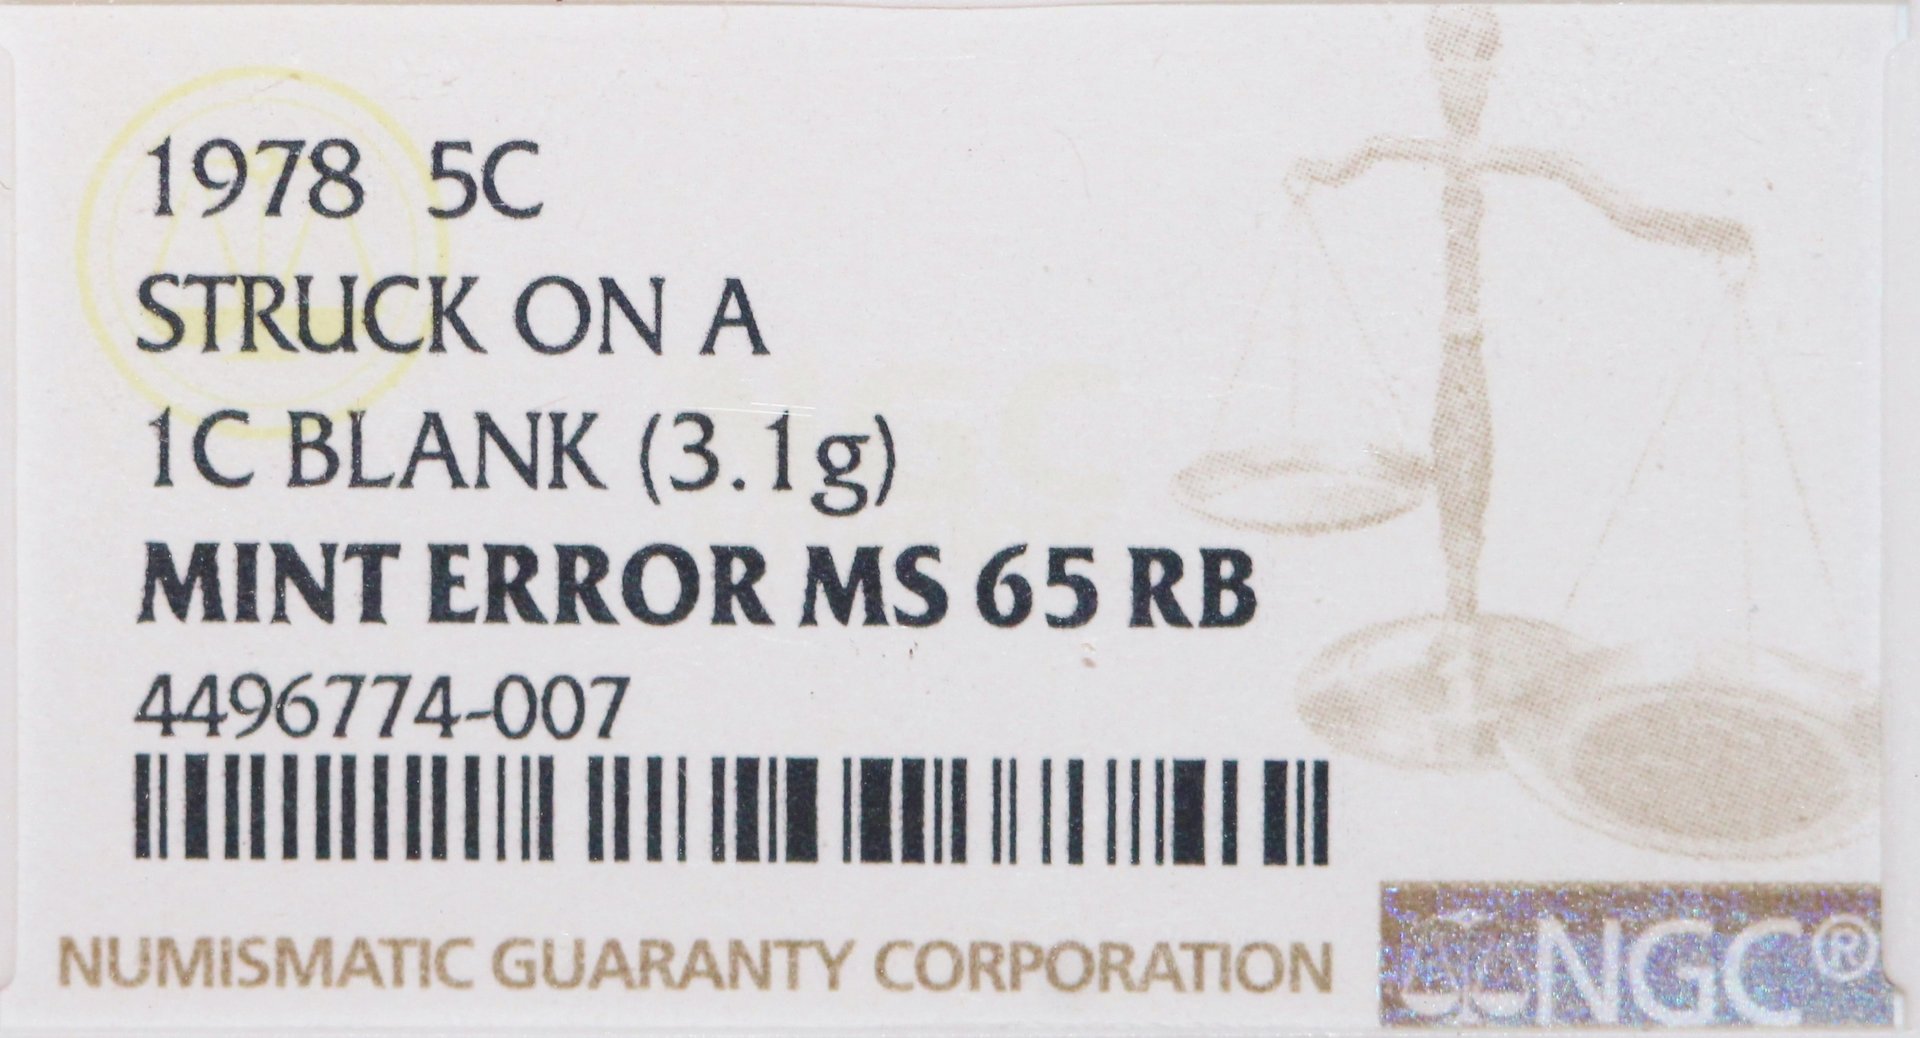 1978 5C
STRUCK ON A
1C BLANK (3.1g)
MINT ERROR MS 65 RB
4496774-007
NUMISMATIC GUARANTY CORPORATION
NGC®